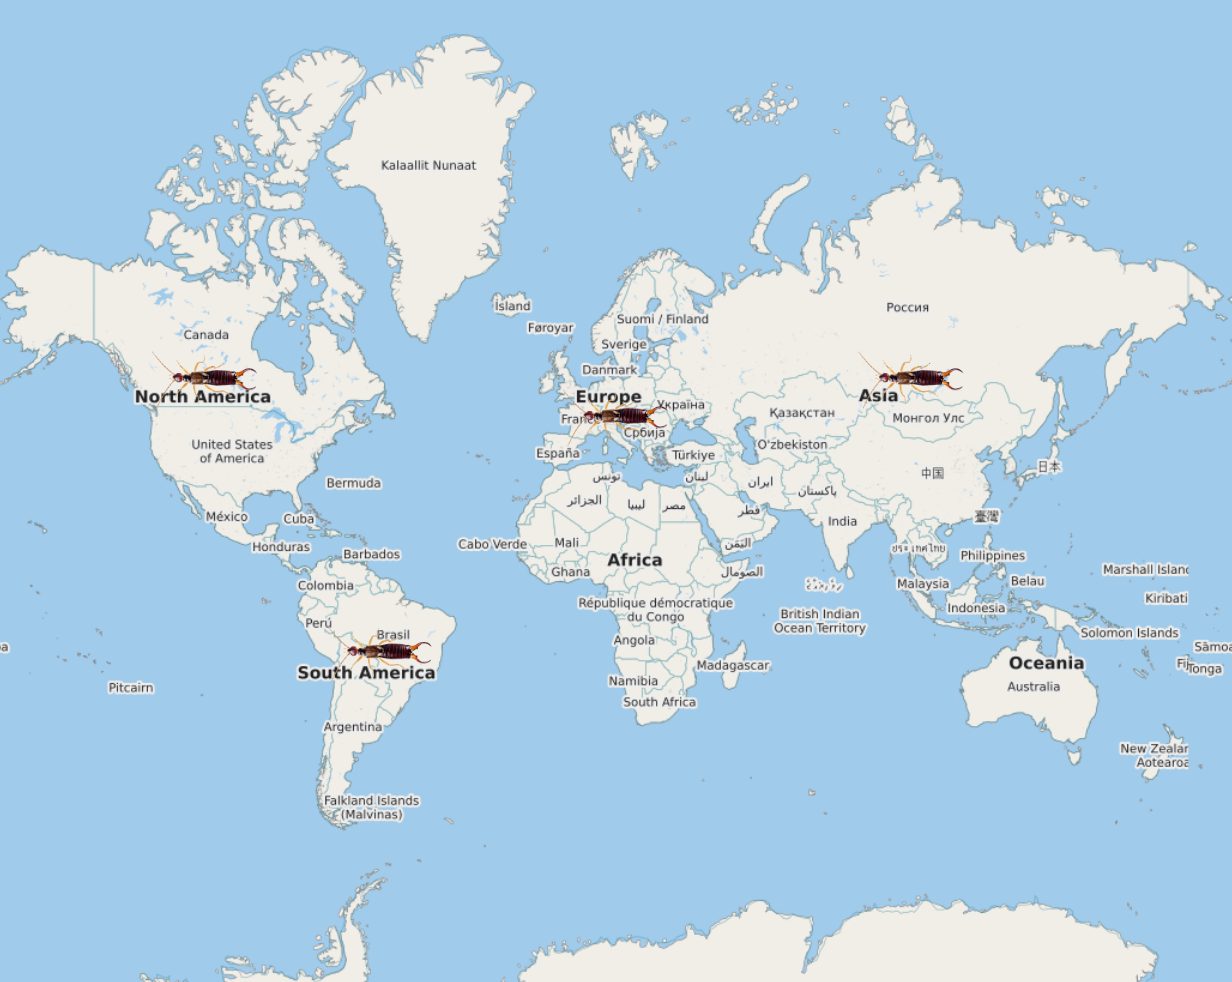 Kalaallit Nunaat
Ísland
Føroyar
Россия
Suomi / Finland
Canada
Sverige
Danmark
North America
Europe
Asia
Україна
Қазақстан
Монгол Улс
Србија
United States
of America
España
Türkiye
O'zbekiston
日本
中国
تونس
لبنان
ايران
پاکستان
Bermuda
الجزائر
ليبيا
مصر
قطر
México
Cuba
India
臺灣
Cabo Verde
Mali
اليَمَن
Honduras
Barbados
ประเทศไทย
Philippines
Africa
Ghana
الصومال
Marshall Islanc
Colombia
Malaysia
Belau
République démocratique
du Congo
British Indian
Ocean Territory
Indonesia
Kiribati
Perú
Brasil
Angola
Solomon Islands
Sāmoa
South America
Madagascar
Oceania
Tonga
Pitcairn
Namibia
Australia
South Africa
Argentina
New Zealar
Aotearoa
Falkland Islands
(Malvinas)